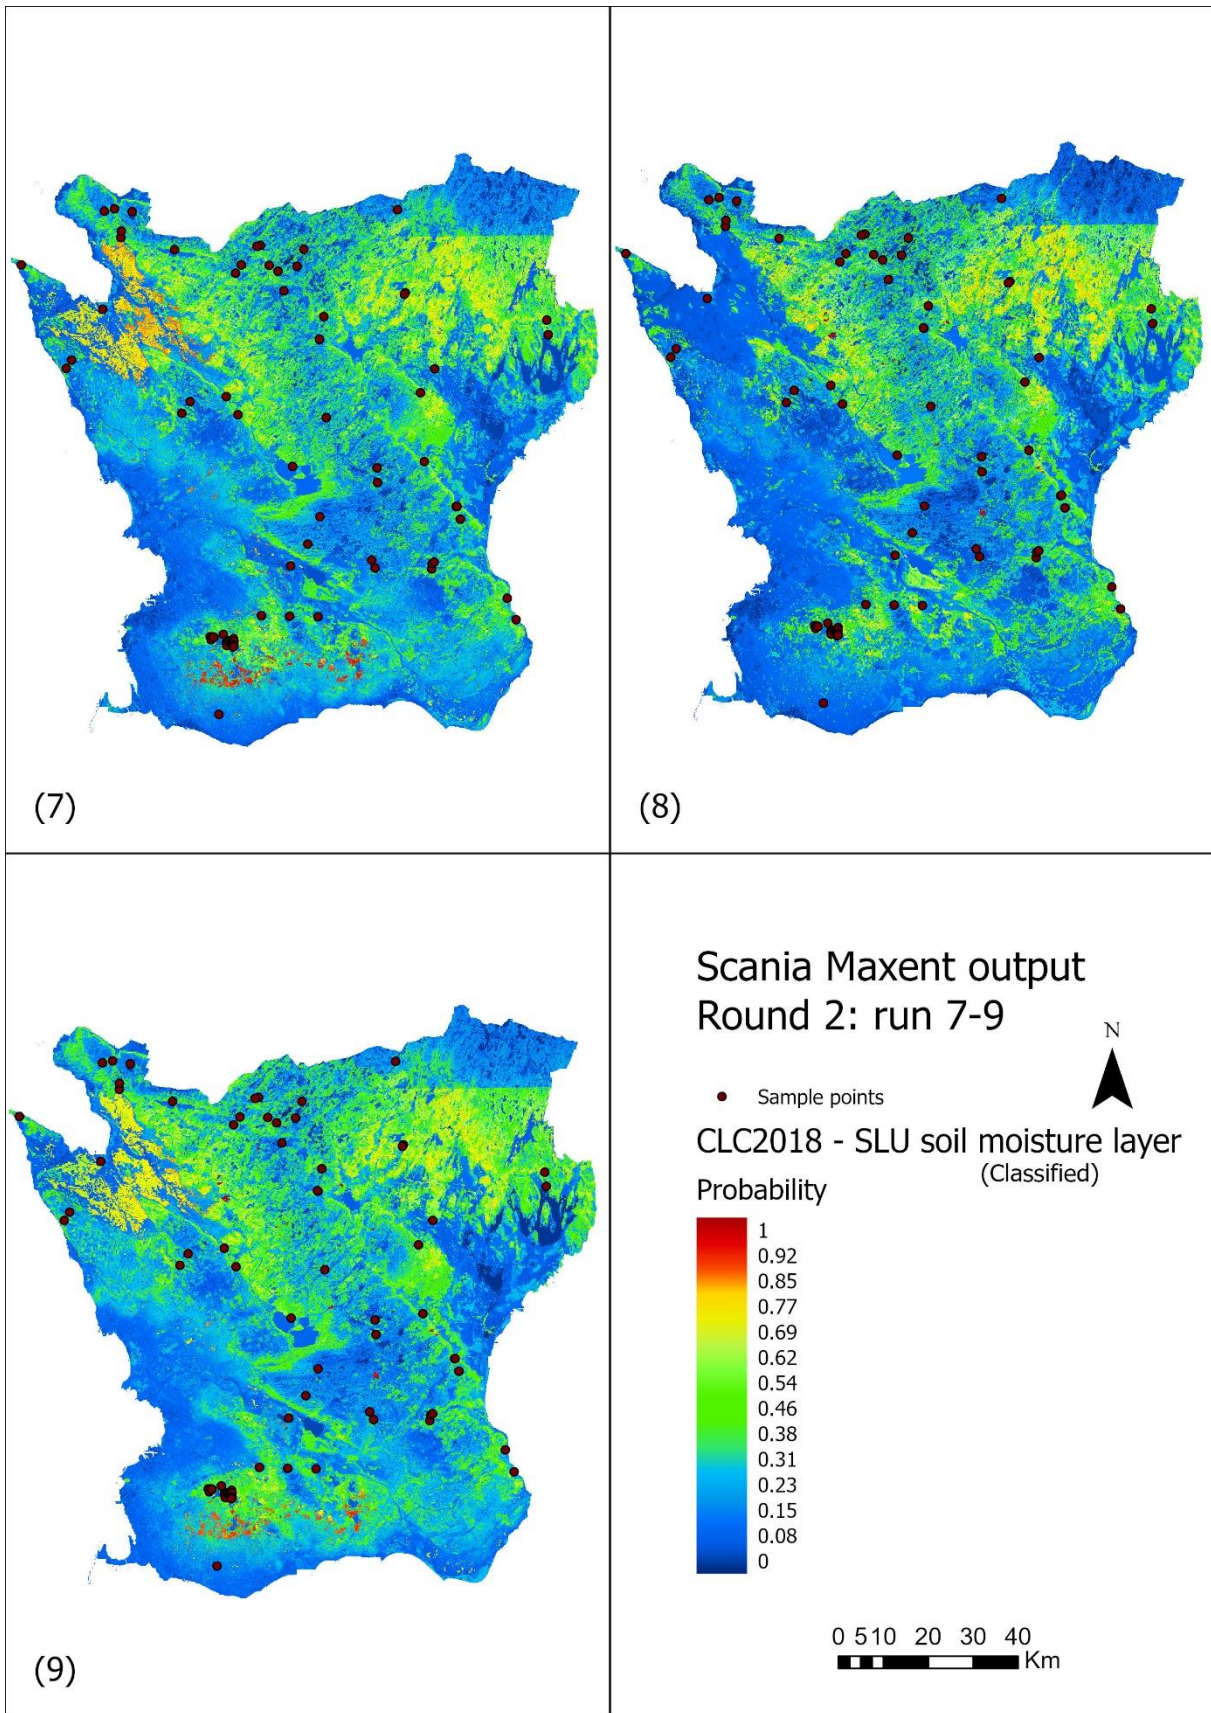 (7)
(8)
(9)
Scania Maxent output
Round 2: run 7-9
N
Sample points
CLC2018 - SLU soil moisture layer
(Classified)
Probability
1
0.92
0.85
0.77
0.69
0.62
0.54
0.46
0.38
0.31
0.23
0.15
0.08
0
0 5 10 20 30 40
Km